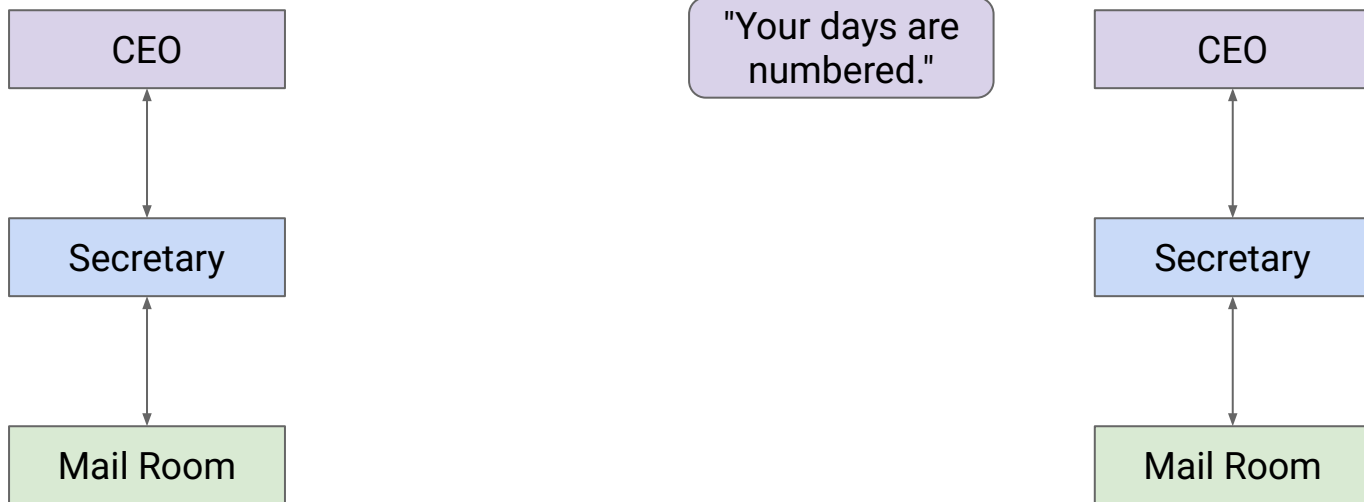 CEO
"Your days are
numbered."
CEO
Secretary
Secretary
Mail Room
Mail Room